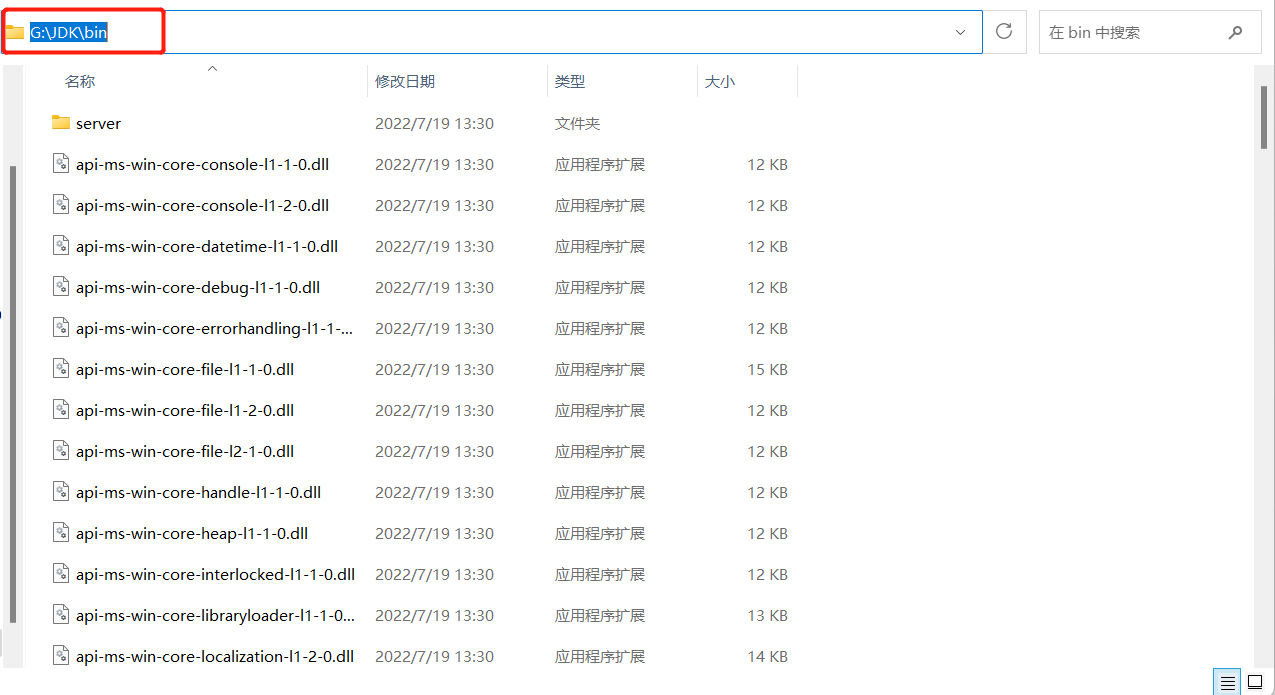 G:\JDK\bin
在 bin 中搜索
名称 修改日期 类型 大小
server 2022/7/19 13:30 文件夹
api-ms-win-core-console-l1-1-0.dll 2022/7/19 13:30 应用程序扩展 12 KB
api-ms-win-core-console-l1-2-0.dll 2022/7/19 13:30 应用程序扩展 12 KB
api-ms-win-core-datetime-l1-1-0.dll 2022/7/19 13:30 应用程序扩展 12 KB
api-ms-win-core-debug-l1-1-0.dll 2022/7/19 13:30 应用程序扩展 12 KB
api-ms-win-core-errorhandling-l1-1-... 2022/7/19 13:30 应用程序扩展 12 KB
api-ms-win-core-file-l1-1-0.dll 2022/7/19 13:30 应用程序扩展 15 KB
api-ms-win-core-file-l1-2-0.dll 2022/7/19 13:30 应用程序扩展 12 KB
api-ms-win-core-file-l2-1-0.dll 2022/7/19 13:30 应用程序扩展 12 KB
api-ms-win-core-handle-l1-1-0.dll 2022/7/19 13:30 应用程序扩展 12 KB
api-ms-win-core-heap-l1-1-0.dll 2022/7/19 13:30 应用程序扩展 12 KB
api-ms-win-core-interlocked-l1-1-0.dll 2022/7/19 13:30 应用程序扩展 12 KB
api-ms-win-core-libraryloader-l1-1-0... 2022/7/19 13:30 应用程序扩展 13 KB
api-ms-win-core-localization-l1-2-0.dll 2022/7/19 13:30 应用程序扩展 14 KB